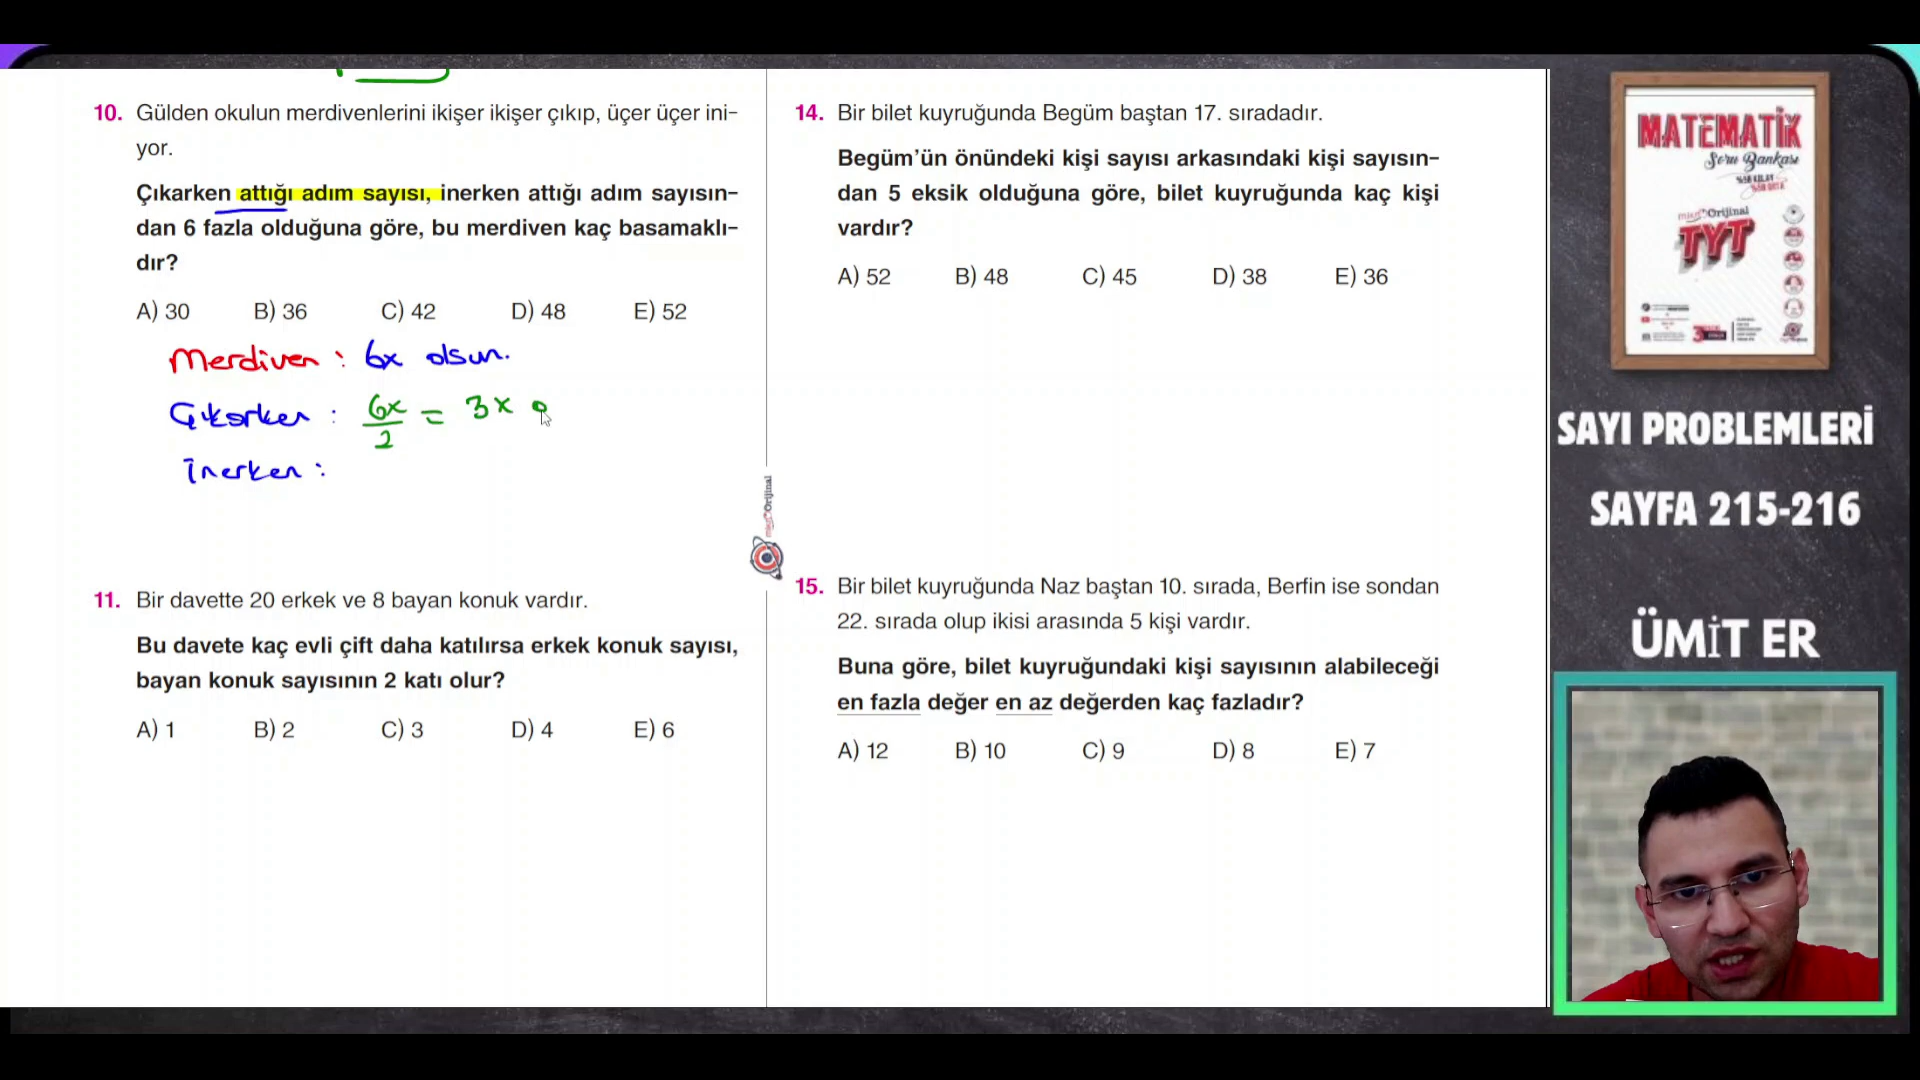 10. Gülden okulun merdivenlerini ikişer ikişer çıkıp, üçer üçer ini-
yor.
Çıkarken attığı adım sayısı, inerken attığı adım sayısın-
dan 6 fazla olduğuna göre, bu merdiven kaç basamaklı-
dır?
A) 30 B) 36 C) 42 D) 48 E) 52
Merdiven : 6x olsun.
Çıkarken : 6x/2 = 3x
İnerken :
11. Bir davette 20 erkek ve 8 bayan konuk vardır.
Bu davete kaç evli çift daha katılırsa erkek konuk sayısı,
bayan konuk sayısının 2 katı olur?
A) 1 B) 2 C) 3 D) 4 E) 6
Orijinal
14. Bir bilet kuyruğunda Begüm baştan 17. sıradadır.
Begüm’ün önündeki kişi sayısı arkasındaki kişi sayısın-
dan 5 eksik olduğuna göre, bilet kuyruğunda kaç kişi
vardır?
A) 52 B) 48 C) 45 D) 38 E) 36
15. Bir bilet kuyruğunda Naz baştan 10. sırada, Berfin ise sondan
22. sırada olup ikisi arasında 5 kişi vardır.
Buna göre, bilet kuyruğundaki kişi sayısının alabileceği
en fazla değer en az değerden kaç fazladır?
A) 12 B) 10 C) 9 D) 8 E) 7
MATEMATİK
Soru Bankası
Orijinal
TYT
SAYI PROBLEMLERİ
SAYFA 215-216
ÜMİT ER